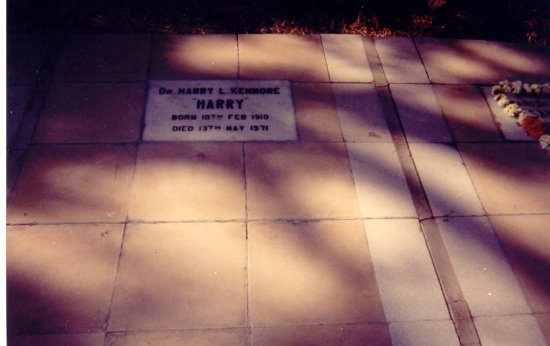 Dr. Harry L. Kenmore
"HARRY"
Born 10th Feb 1910
Died 13th May 1971